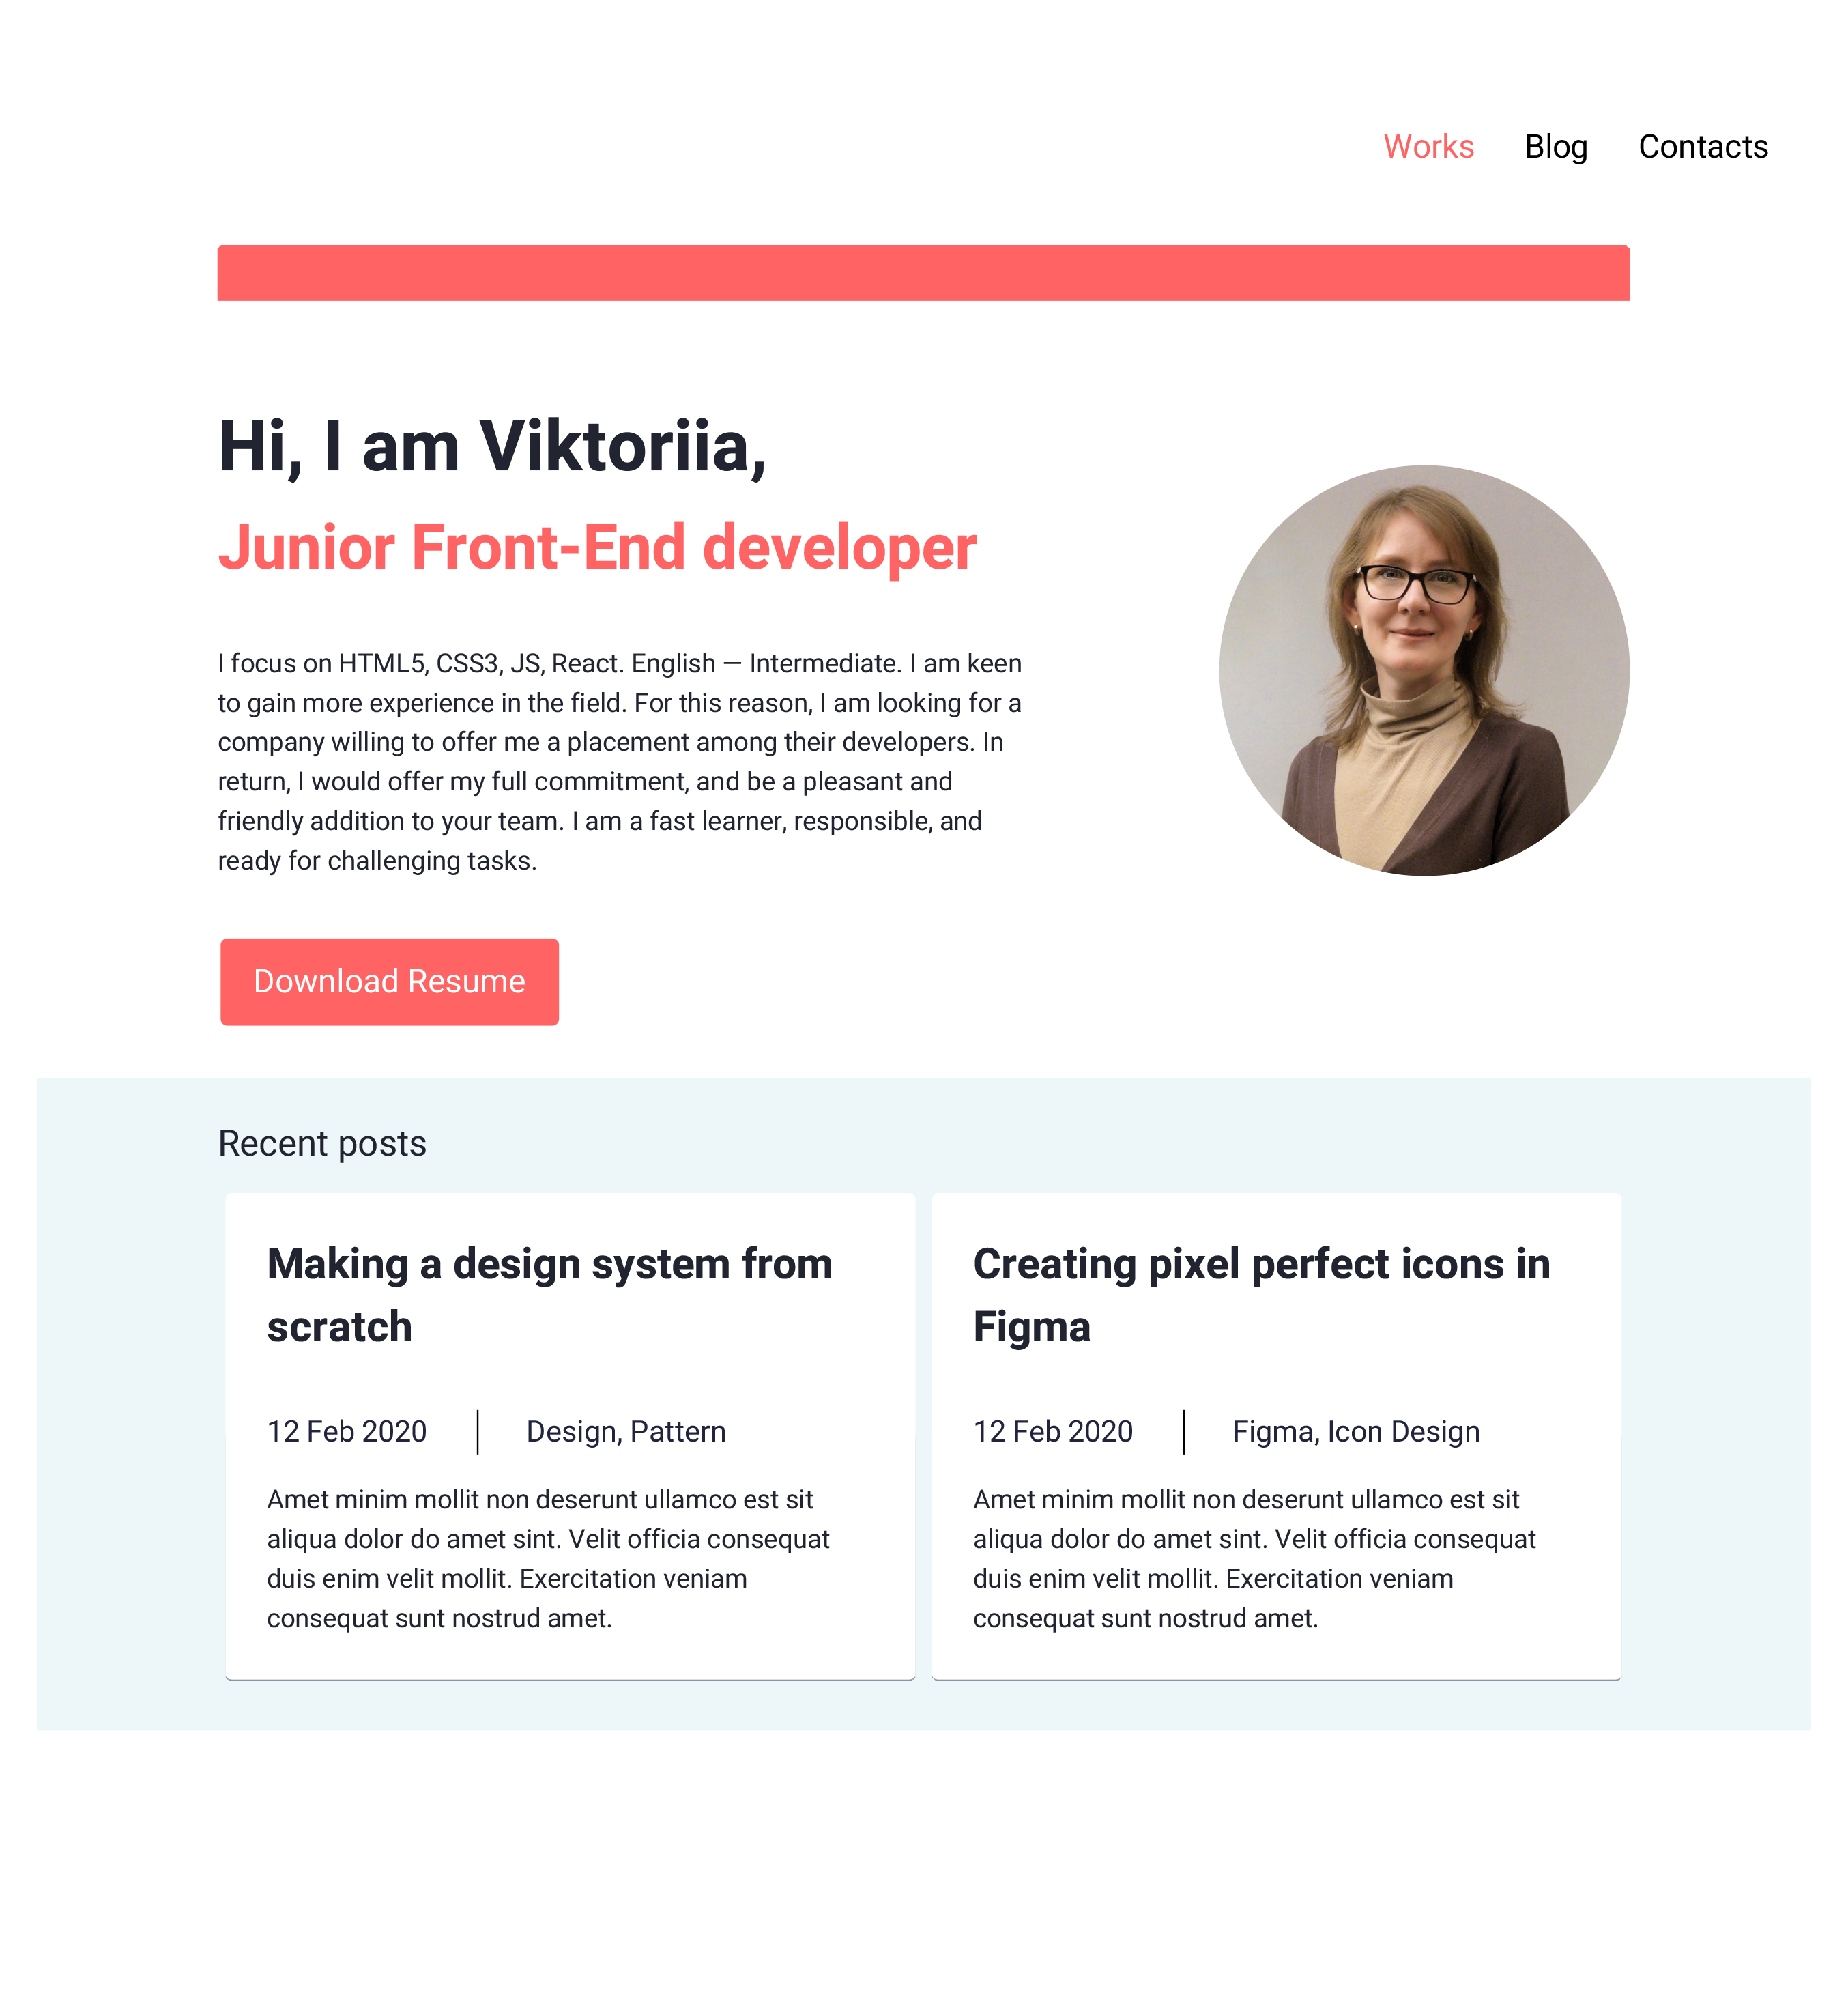 Works Blog Contacts
Hi, I am Viktoriia,
Junior Front-End developer
I focus on HTML5, CSS3, JS, React. English — Intermediate. I am keen
to gain more experience in the field. For this reason, I am looking for a
company willing to offer me a placement among their developers. In
return, I would offer my full commitment, and be a pleasant and
friendly addition to your team. I am a fast learner, responsible, and
ready for challenging tasks.
Download Resume
Recent posts
Making a design system from
scratch
12 Feb 2020 | Design, Pattern
Amet minim mollit non deserunt ullamco est sit
aliqua dolor do amet sint. Velit officia consequat
duis enim velit mollit. Exercitation veniam
consequat sunt nostrud amet.
Creating pixel perfect icons in
Figma
12 Feb 2020 | Figma, Icon Design
Amet minim mollit non deserunt ullamco est sit
aliqua dolor do amet sint. Velit officia consequat
duis enim velit mollit. Exercitation veniam
consequat sunt nostrud amet.